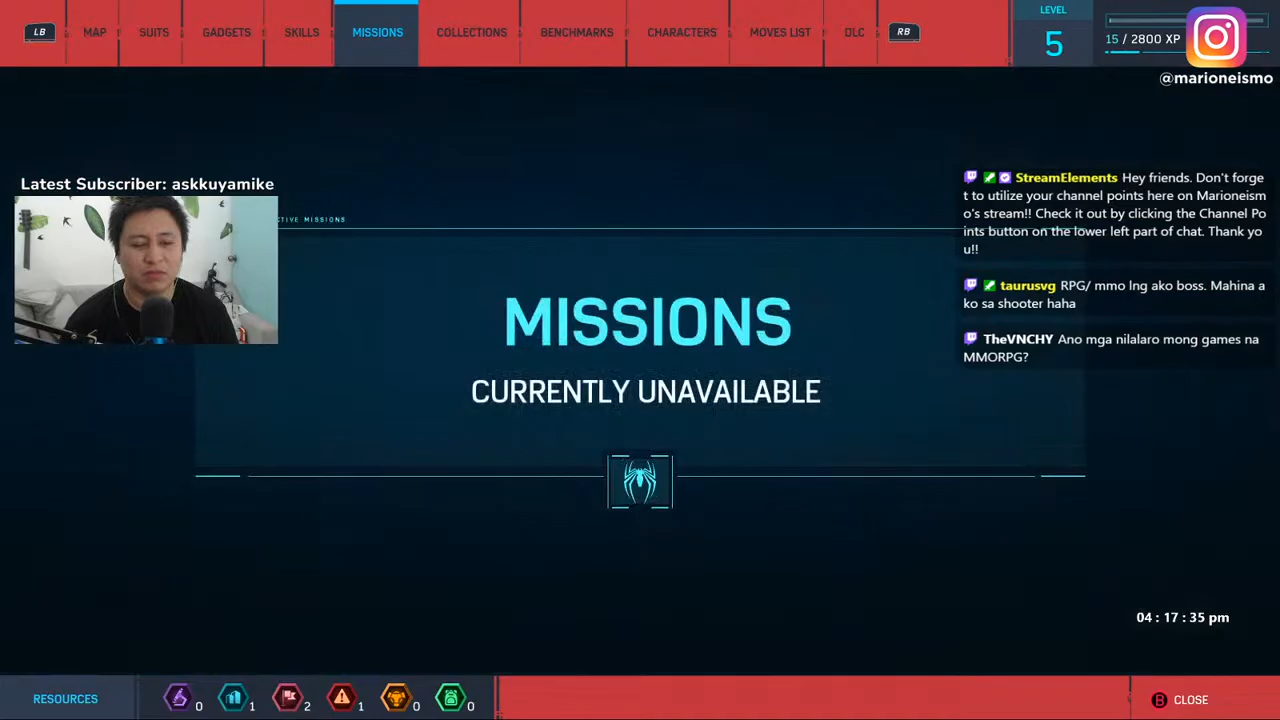 LB MAP SUITS GADGETS SKILLS MISSIONS COLLECTIONS BENCHMARKS CHARACTERS MOVES LIST DLC RB
LEVEL
5
15 / 2800 XP
@marioneismo
Latest Subscriber: askkuyamike
MISSIONS
MISSIONS
CURRENTLY UNAVAILABLE
StreamElements Hey friends. Don't forge
t to utilize your channel points here on Marioneism
o's stream!! Check it out by clicking the Channel Po
ints button on the lower left part of chat. Thank yo
u!!
taurusvg RPG/ mmo lng ako boss. Mahina a
ko sa shooter haha
TheVNCHY Ano mga nilalaro mong games na
MMORPG?
04 : 17 : 35 pm
RESOURCES 0 1 2 1 0 0
B CLOSE